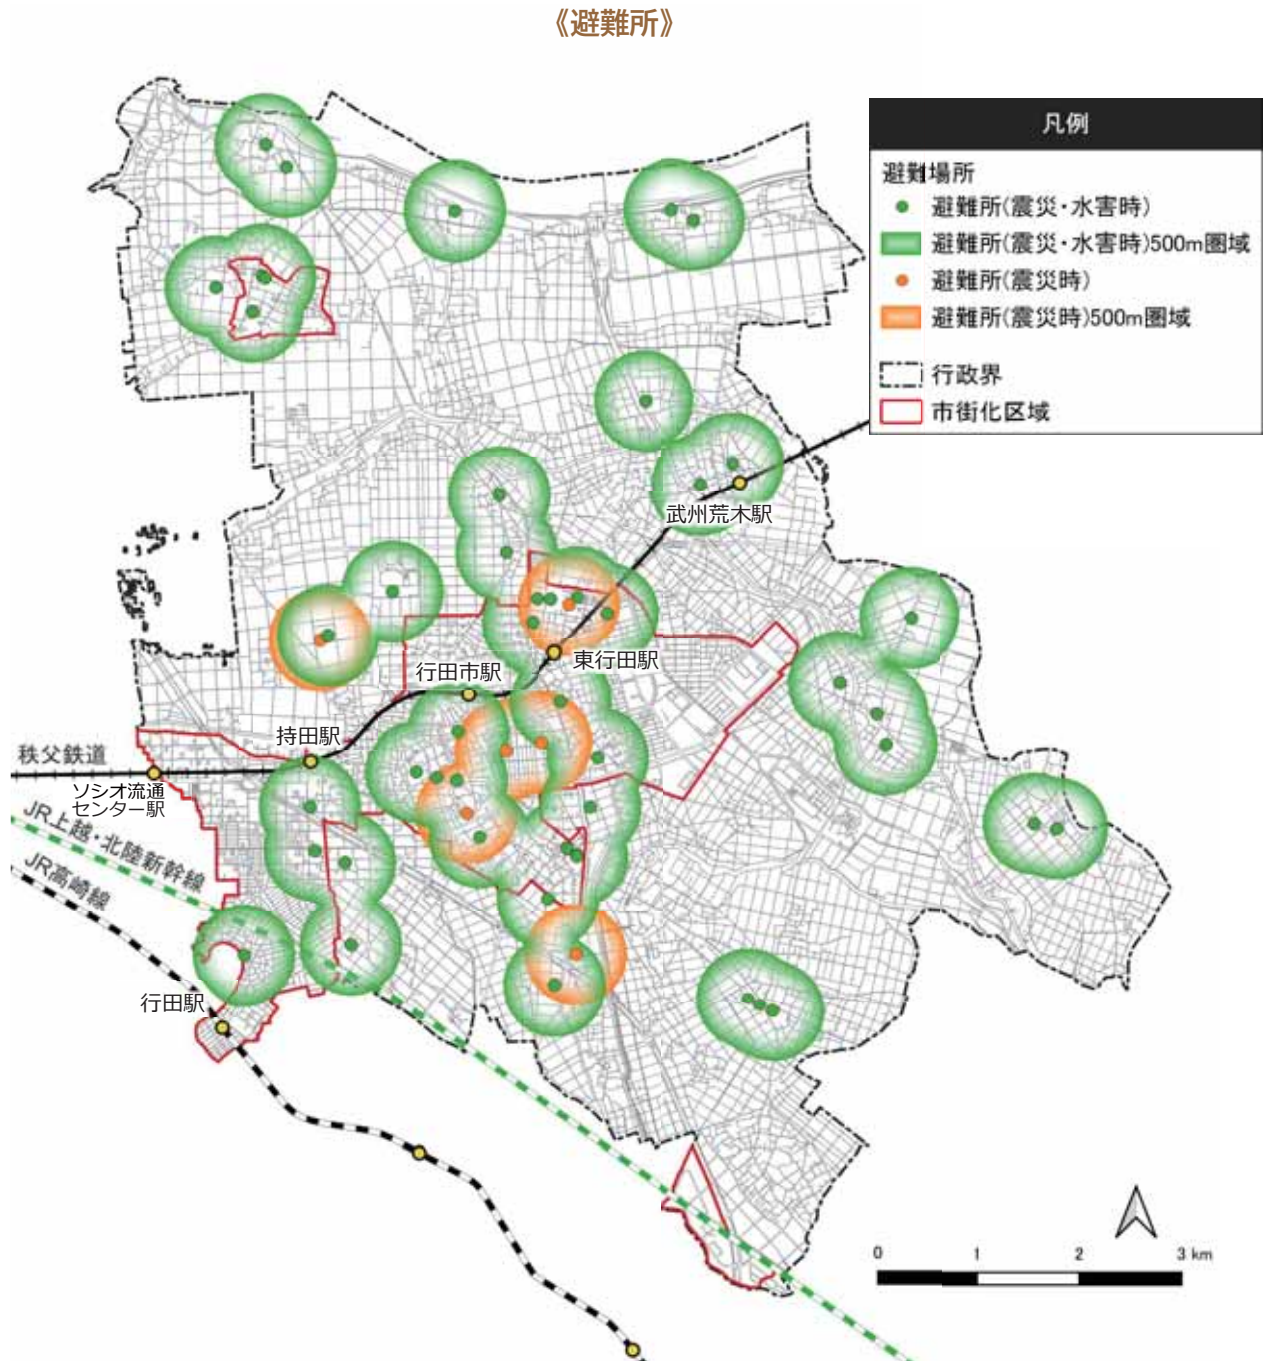 《避難所》
凡例
避難場所
避難所(震災・水害時)
避難所(震災・水害時)500m圏域
避難所(震災時)
避難所(震災時)500m圏域
行政界
市街化区域
武州荒木駅
東行田駅
行田市駅
持田駅
秩父鉄道
ソシオ流通
センター駅
JR上越・北陸新幹線
JR高崎線
行田駅
0 1 2 3 km